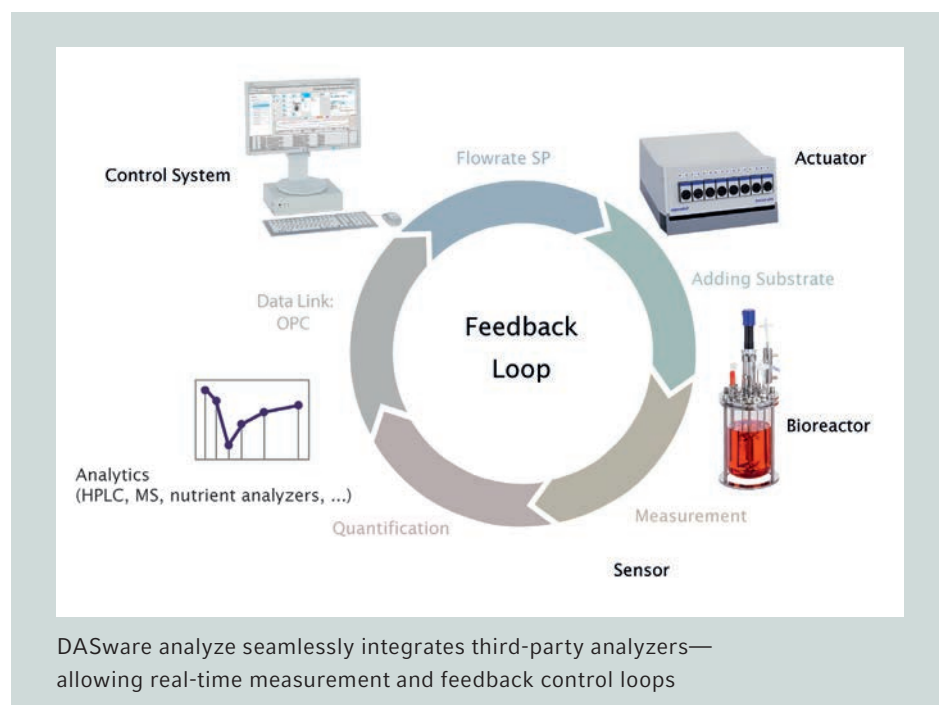 Control System
Flowrate SP
Actuator
Adding Substrate
Data Link:
OPC
Feedback
Loop
Bioreactor
Analytics
(HPLC, MS, nutrient analyzers, ...)
Quantification
Measurement
Sensor
DASware analyze seamlessly integrates third-party analyzers—
allowing real-time measurement and feedback control loops